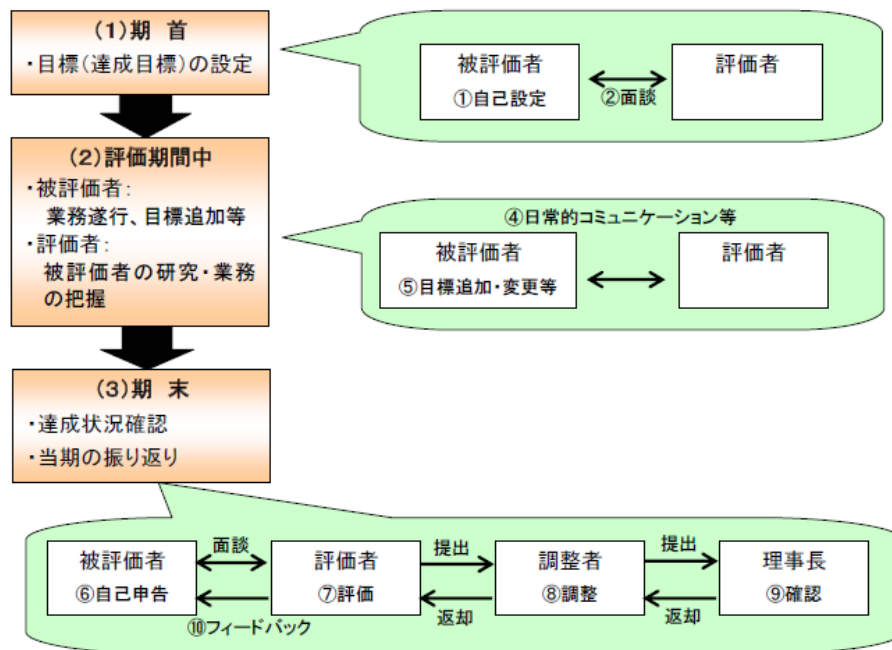 (1)期 首
・目標(達成目標)の設定
被評価者
①自己設定
②面談
評価者
(2)評価期間中
・被評価者:
業務遂行、目標追加等
・評価者:
被評価者の研究・業務
の把握
④日常的コミュニケーション等
被評価者
⑤目標追加・変更等
評価者
(3)期 末
・達成状況確認
・当期の振り返り
被評価者
⑥自己申告
面談
⑩フィードバック
評価者
⑦評価
提出
返却
調整者
⑧調整
提出
返却
理事長
⑨確認